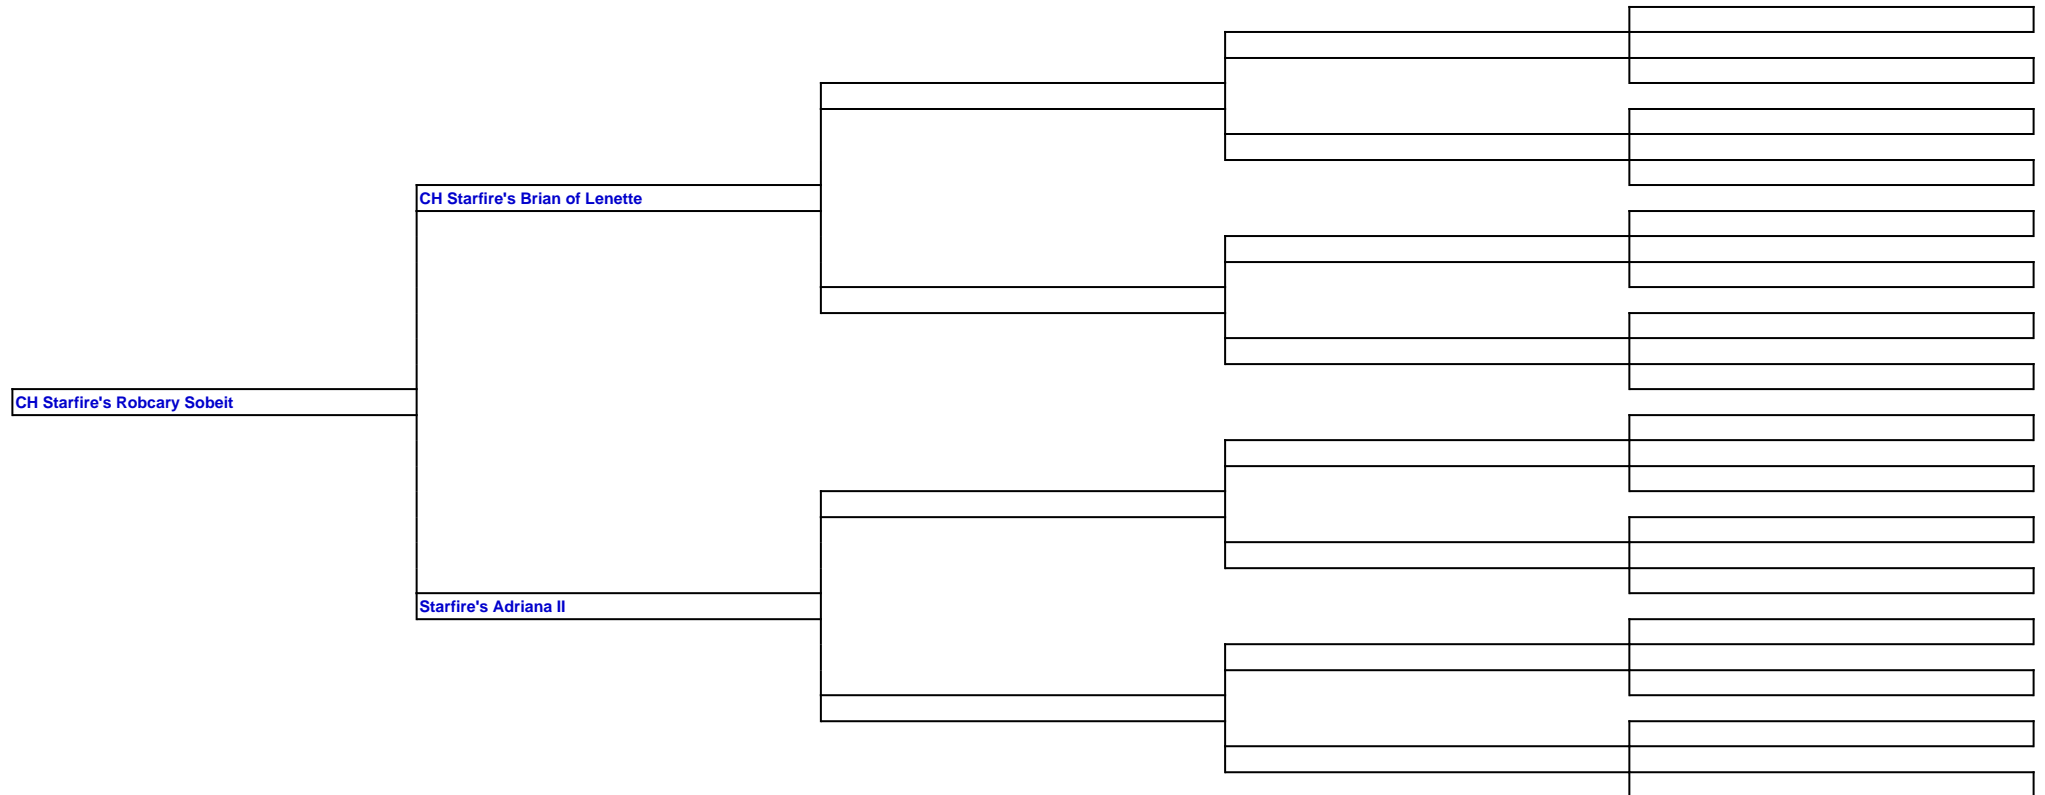 CH Starfire's Brian of Lenette
CH Starfire's Robcary Sobeit
Starfire's Adriana II